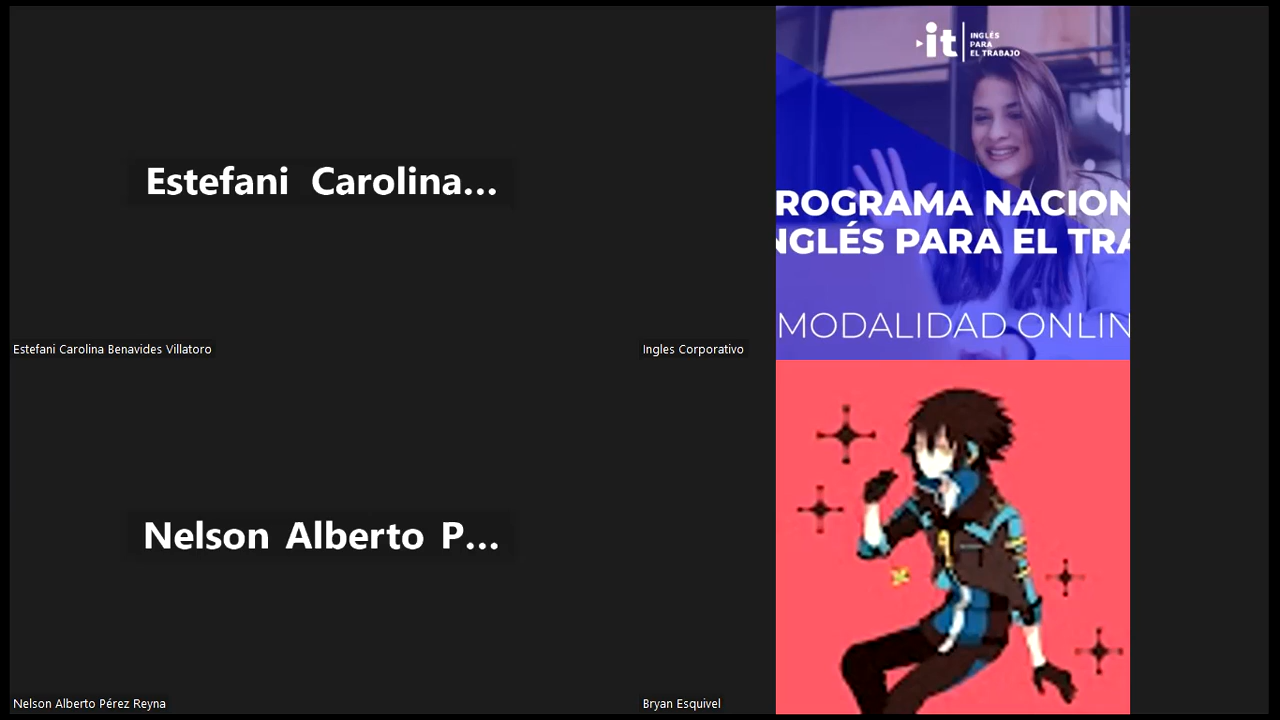 it
INGLÉS
PARA
EL TRABAJO
Estefani Carolina...
ROGRAMA NACION
NGLÉS PARA EL TRA
MODALIDAD ONLIN
Estefani Carolina Benavides Villatoro
Ingles Corporativo
Nelson Alberto P...
Nelson Alberto Pérez Reyna
Bryan Esquivel